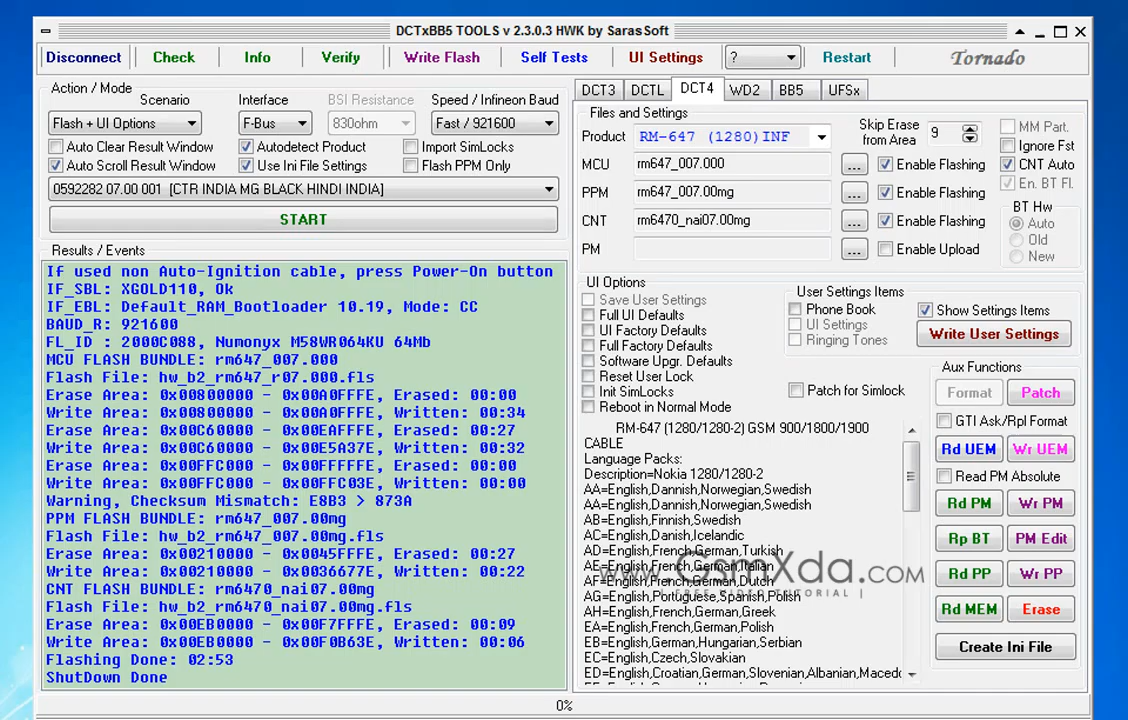 DCTxBB5 TOOLS v 2.3.0.3 HWK by SarasSoft
Disconnect Check Info Verify Write Flash Self Tests UI Settings ? Restart Tornado
Action / Mode
Scenario Interface BSI Resistance Speed / Infineon Baud
Flash + UI Options F-Bus 830ohm Fast / 921600
Auto Clear Result Window Autodetect Product Import SimLocks
Auto Scroll Result Window Use Ini File Settings Flash PPM Only
0592282 07.00 001 [CTR INDIA MG BLACK HINDI INDIA]
START
Results / Events
If used non Auto-Ignition cable, press Power-On button
IF_SBL: XGOLD110, Ok
IF_EBL: Default_RAM_Bootloader 10.19, Mode: CC
BAUD_R: 921600
FL_ID : 2000C088, Numonyx M58WR064KU 64Mb
MCU FLASH BUNDLE: rm647_007.000
Flash File: hw_b2_rm647_r07.000.fls
Erase Area: 0x00800000 - 0x00A0FFFE, Erased: 00:00
Write Area: 0x00800000 - 0x00A0FFFE, Written: 00:34
Erase Area: 0x00C60000 - 0x00EAFFFE, Erased: 00:27
Write Area: 0x00C60000 - 0x00E5A37E, Written: 00:32
Erase Area: 0x00FFC000 - 0x00FFFFFE, Erased: 00:00
Write Area: 0x00FFC000 - 0x00FFC03E, Written: 00:00
Warning, Checksum Mismatch: E8B3 > 873A
PPM FLASH BUNDLE: rm647_007.00mg
Flash File: hw_b2_rm647_007.00mg.fls
Erase Area: 0x00210000 - 0x0045FFFE, Erased: 00:27
Write Area: 0x00210000 - 0x0036677E, Written: 00:22
CNT FLASH BUNDLE: rm6470_nai07.00mg
Flash File: hw_b2_rm6470_nai07.00mg.fls
Erase Area: 0x00EB0000 - 0x00F7FFFE, Erased: 00:09
Write Area: 0x00EB0000 - 0x00F0B63E, Written: 00:06
Flashing Done: 02:53
ShutDown Done
DCT3 DCTL DCT4 WD2 BB5 UFSx
Files and Settings
Product RM-647 (1280)INF Skip Erase from Area 9
MCU rm647_007.000 ... Enable Flashing
PPM rm647_007.00mg ... Enable Flashing
CNT rm6470_nai07.00mg ... Enable Flashing
PM ... Enable Upload
MM Part.
Ignore Fst
CNT Auto
En. BT Fl.
BT Hw
Auto
Old
New
UI Options
Save User Settings
Full UI Defaults
UI Factory Defaults
Full Factory Defaults
Software Upgr. Defaults
Reset User Lock
Init SimLocks
Reboot in Normal Mode
User Settings Items
Phone Book
UI Settings
Ringing Tones
Show Settings Items
Write User Settings
Patch for Simlock
RM-647 (1280/1280-2) GSM 900/1800/1900
CABLE
Language Packs:
Description=Nokia 1280/1280-2
AA=English,Dannish,Norwegian,Swedish
AA=English,Dannish,Norwegian,Swedish
AB=English,Finnish,Swedish
AC=English,Danish,Icelandic
AD=English,French,German,Turkish
AE=English,French,German,Italian
AF=English,French,German,Dutch
AG=English,Portuguese,Spanish,Polish
AH=English,French,German,Greek
EA=English,French,German,Polish
EB=English,German,Hungarian,Serbian
EC=English,Czech,Slovakian
ED=English,Croatian,German,Slovenian,Albanian,Macedo
Aux Functions
Format Patch
GTI Ask/Rpl Format
Rd UEM Wr UEM
Read PM Absolute
Rd PM Wr PM
Rp BT PM Edit
Rd PP Wr PP
Rd MEM Erase
Create Ini File
www.GsmXda.com
FREE VIDEO TUTORIAL |
0%